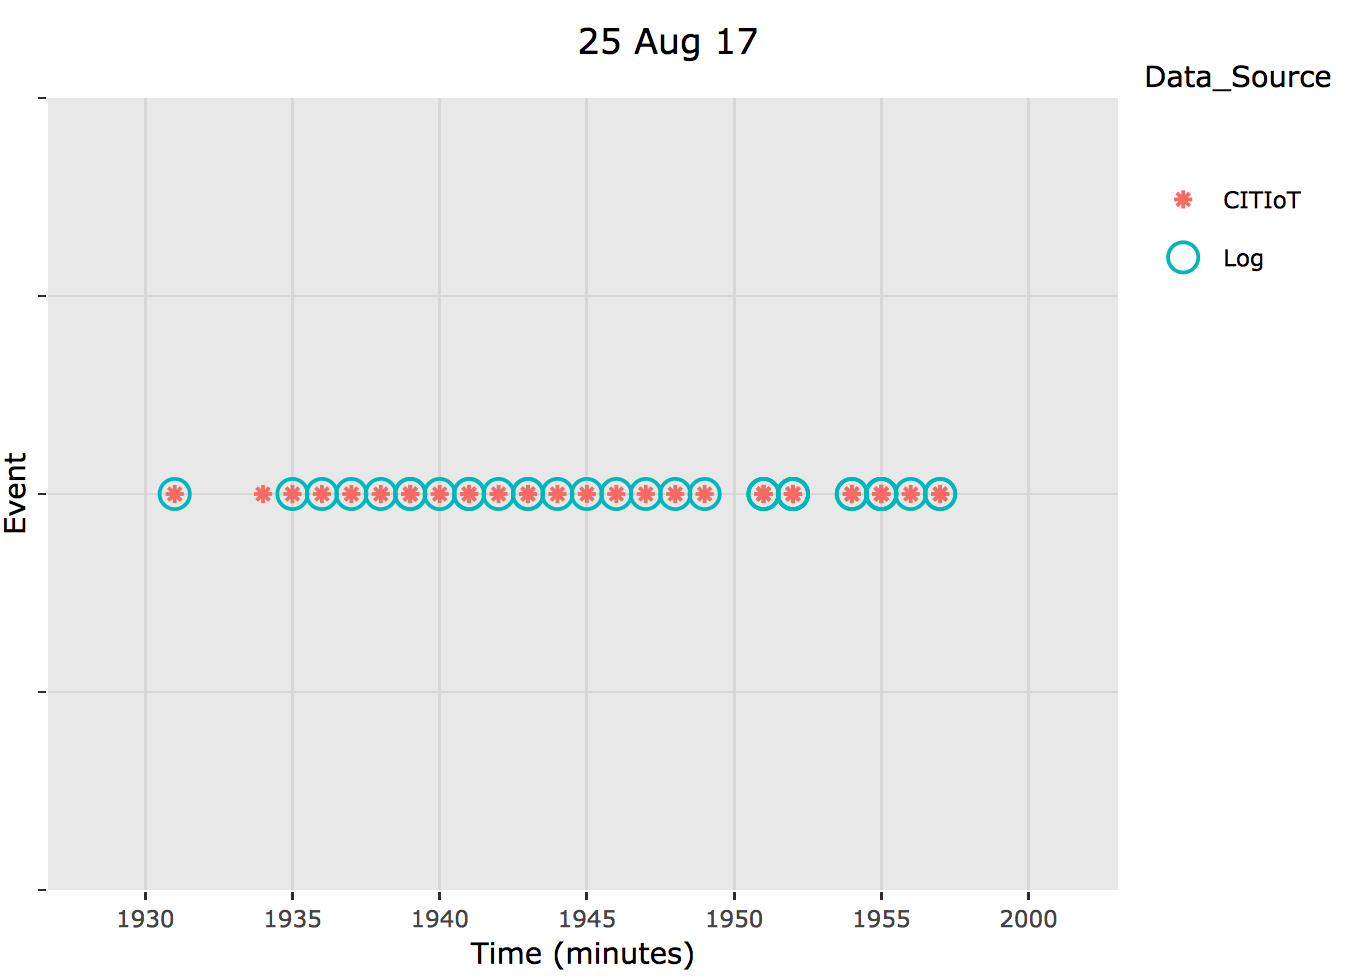 25 Aug 17
Data_Source
CITIoT
Log
Event
1930 1935 1940 1945 1950 1955 2000
Time (minutes)